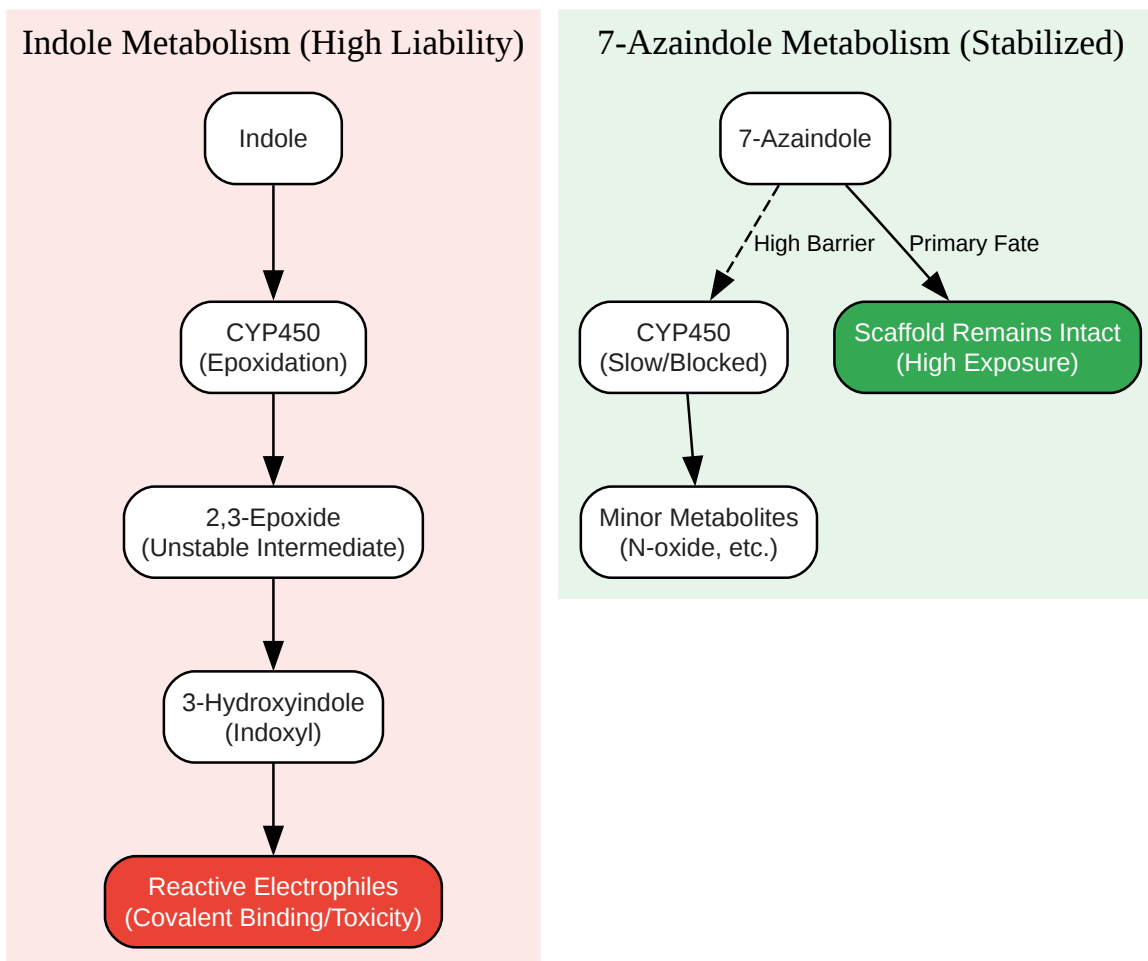 Indole Metabolism (High Liability)
Indole
CYP450
(Epoxidation)
2,3-Epoxide
(Unstable Intermediate)
3-Hydroxyindole
(Indoxyl)
Reactive Electrophiles
(Covalent Binding/Toxicity)
7-Azaindole Metabolism (Stabilized)
7-Azaindole
High Barrier
Primary Fate
CYP450
(Slow/Blocked)
Scaffold Remains Intact
(High Exposure)
Minor Metabolites
(N-oxide, etc.)